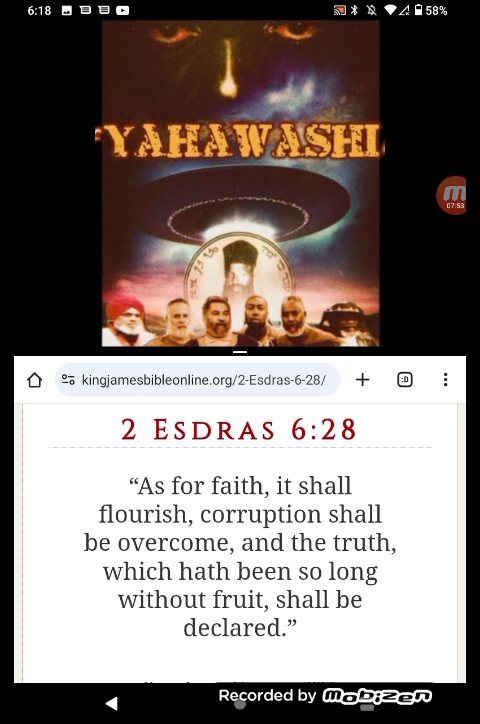 6:18
58%
YAHAWASHI
07:53
kingjamesbibleonline.org/2-Esdras-6-28/
:D
2 Esdras 6:28
“As for faith, it shall
flourish, corruption shall
be overcome, and the truth,
which hath been so long
without fruit, shall be
declared.”
Recorded by Mobizen